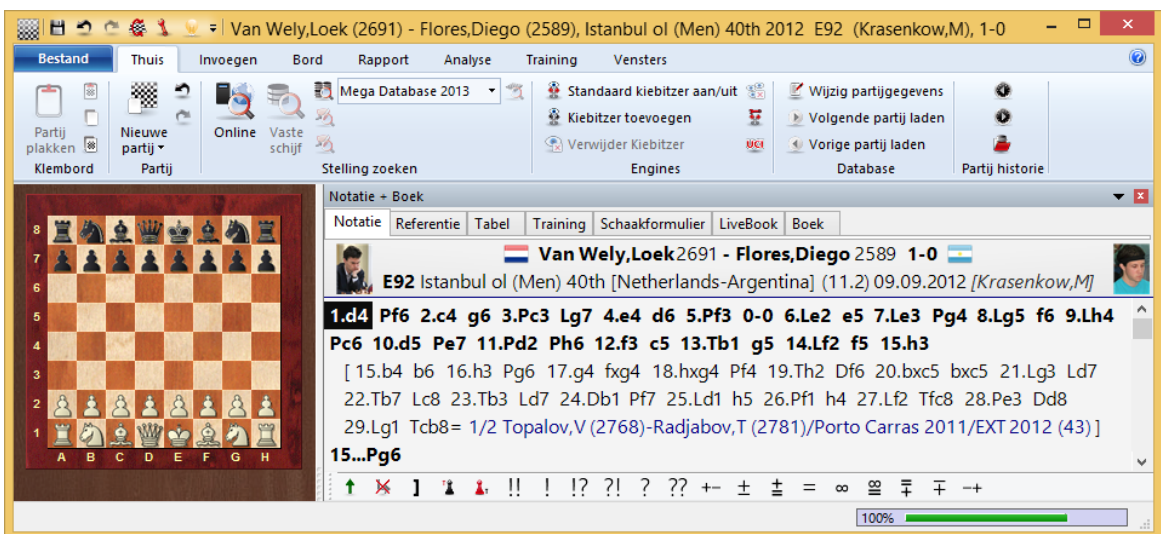 Van Wely,Loek (2691) - Flores,Diego (2589), Istanbul ol (Men) 40th 2012  E92  (Krasenkow,M), 1-0
Bestand Thuis Invoegen Bord Rapport Analyse Training Vensters
Partij plakken
Klembord
Nieuwe partij
Partij
Online
Vaste schijf
Mega Database 2013
Stelling zoeken
Standaard kiebitzer aan/uit
Kiebitzer toevoegen
Verwijder Kiebitzer
UCI
Engines
Wijzig partijgegevens
Volgende partij laden
Vorige partij laden
Database
Partij historie
Notatie + Boek
Notatie Referentie Tabel Training Schaakformulier LiveBook Boek
Van Wely,Loek2691 - Flores,Diego 2589 1-0
E92 Istanbul ol (Men) 40th [Netherlands-Argentina] (11.2) 09.09.2012 [Krasenkow,M]
1.d4 Pf6 2.c4 g6 3.Pc3 Lg7 4.e4 d6 5.Pf3 0-0 6.Le2 e5 7.Le3 Pg4 8.Lg5 f6 9.Lh4
Pc6 10.d5 Pe7 11.Pd2 Ph6 12.f3 c5 13.Tb1 g5 14.Lf2 f5 15.h3
[ 15.b4 b6 16.h3 Pg6 17.g4 fxg4 18.hxg4 Pf4 19.Th2 Df6 20.bxc5 bxc5 21.Lg3 Ld7
22.Tb7 Lc8 23.Tb3 Ld7 24.Db1 Pf7 25.Ld1 h5 26.Pf1 h4 27.Lf2 Tfc8 28.Pe3 Dd8
29.Lg1 Tcb8= 1/2 Topalov,V (2768)-Radjabov,T (2781)/Porto Carras 2011/EXT 2012 (43) ]
15...Pg6
8
7
6
5
4
3
2
1
A B C D E F G H
] !! ! !? ?! ? ?? +- ± ⩲ = ∞ ⯹ ⩱ ∓ -+
100%